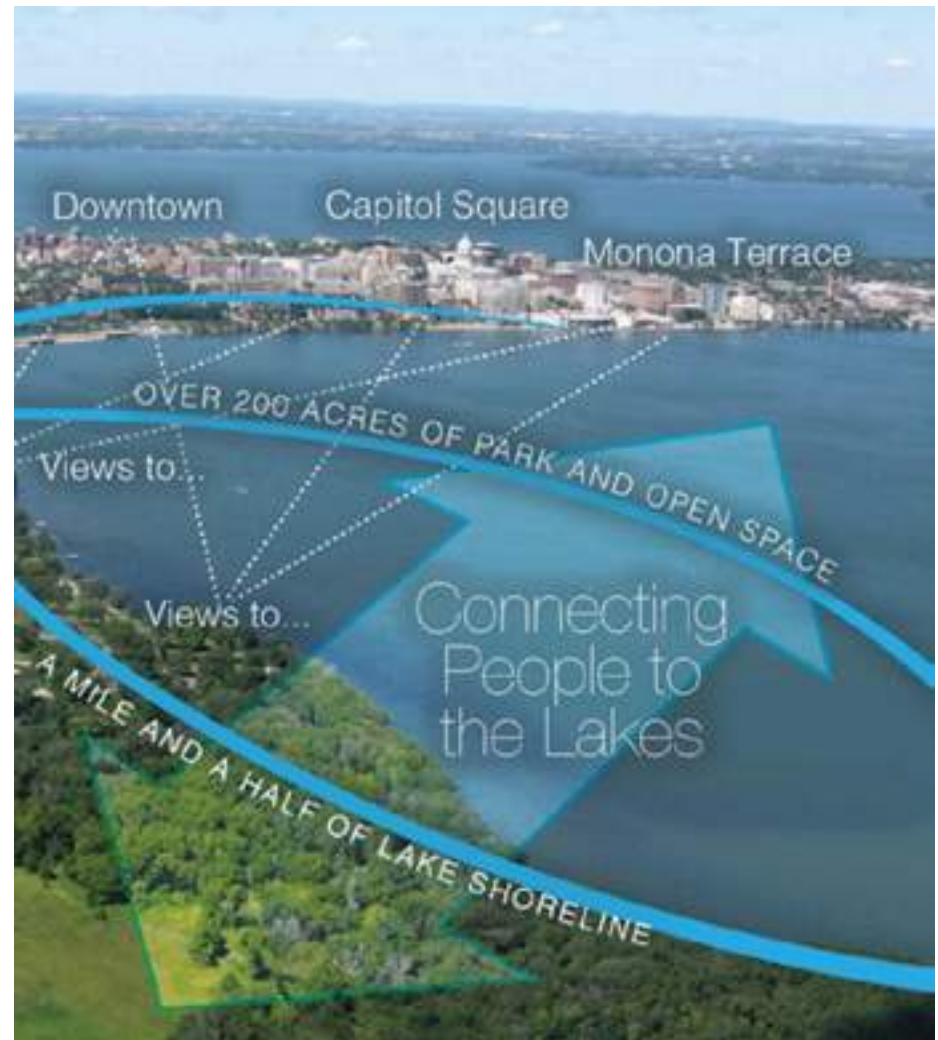 Downtown
Capitol Square
Monona Terrace
OVER 200 ACRES OF PARK AND OPEN SPACE
Views to...
Views to...
Connecting
People to
the Lakes
A MILE AND A HALF OF LAKE SHORELINE